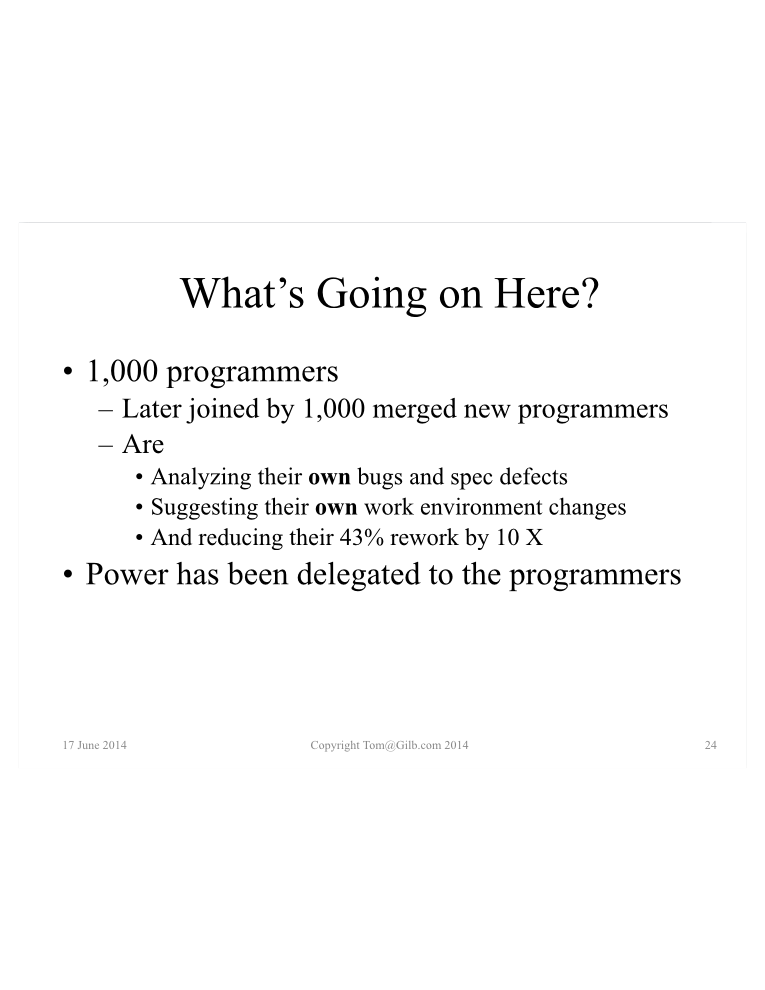 What’s Going on Here?
• 1,000 programmers
– Later joined by 1,000 merged new programmers
– Are
• Analyzing their own bugs and spec defects
• Suggesting their own work environment changes
• And reducing their 43% rework by 10 X
• Power has been delegated to the programmers
17 June 2014 Copyright Tom@Gilb.com 2014 24